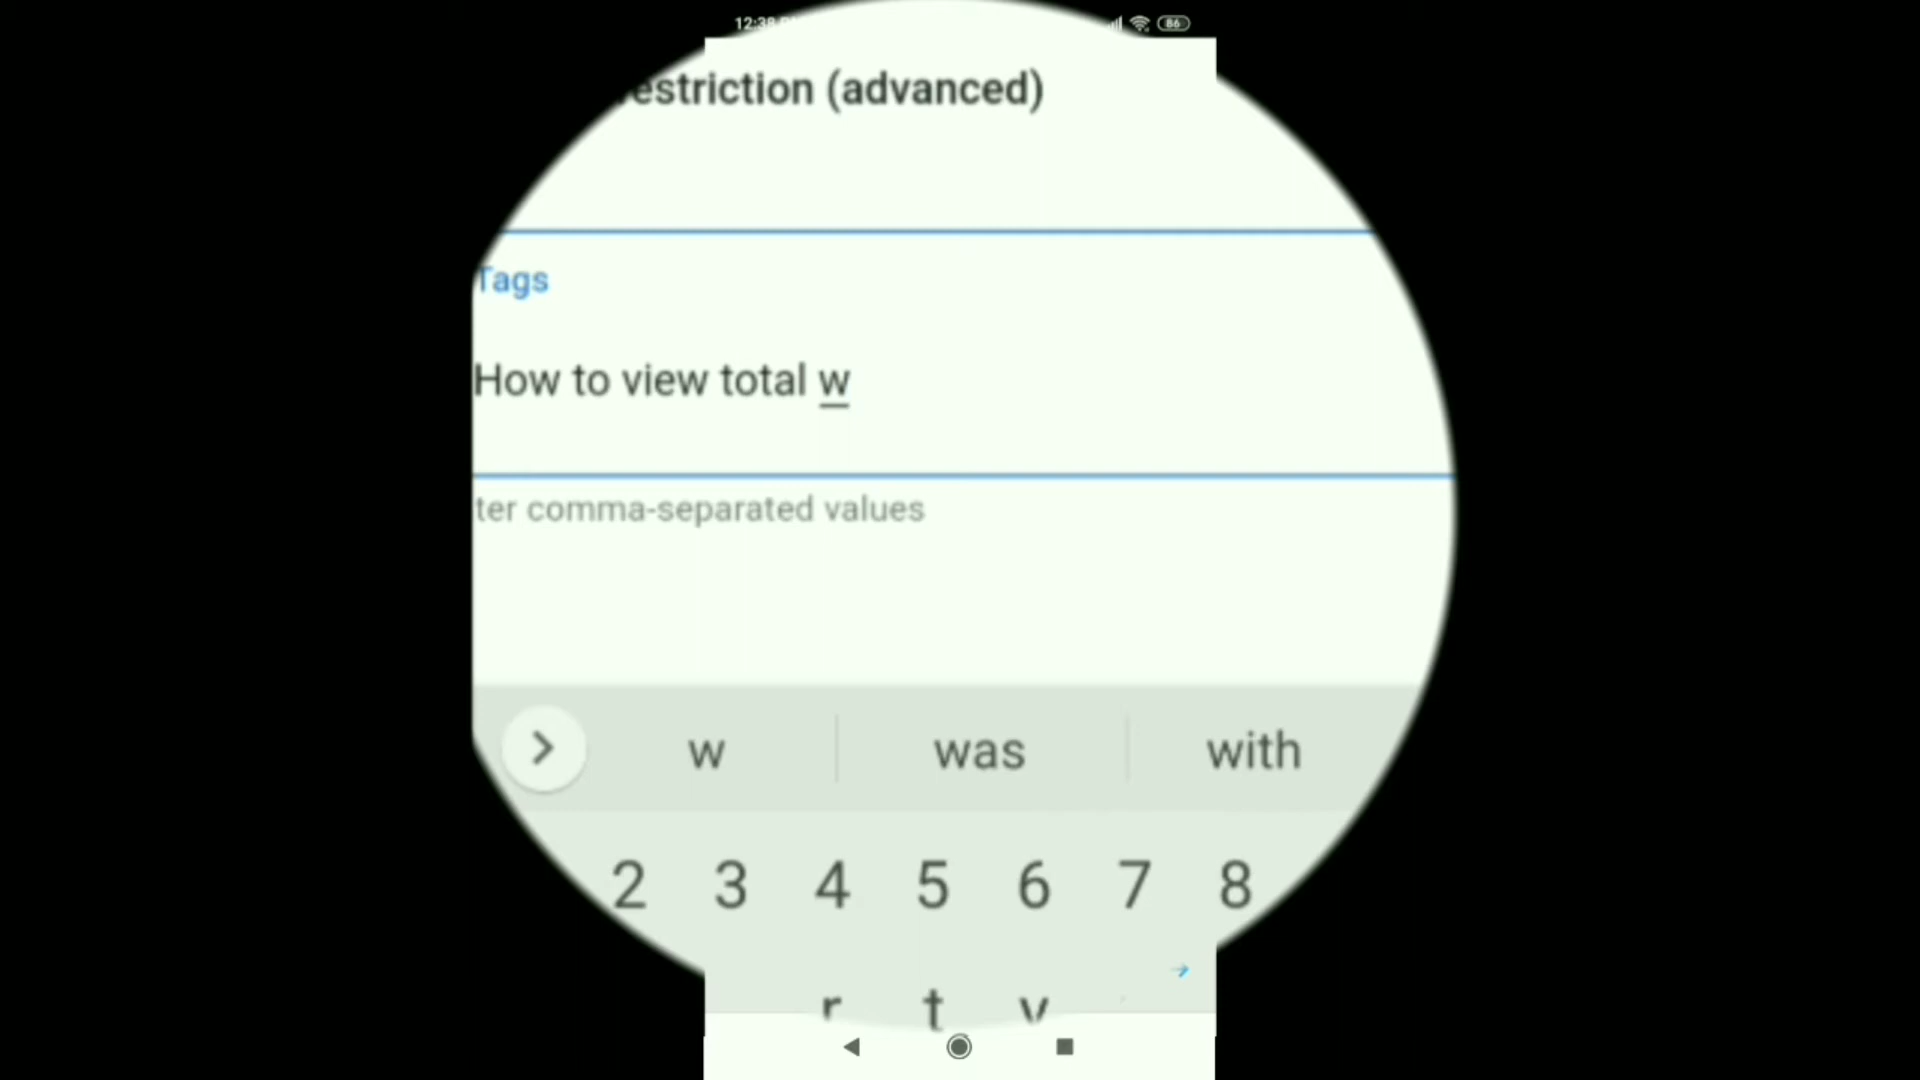 86
estriction (advanced)
Tags
How to view total w
ter comma-separated values
w was with
2 3 4 5 6 7 8
r t y